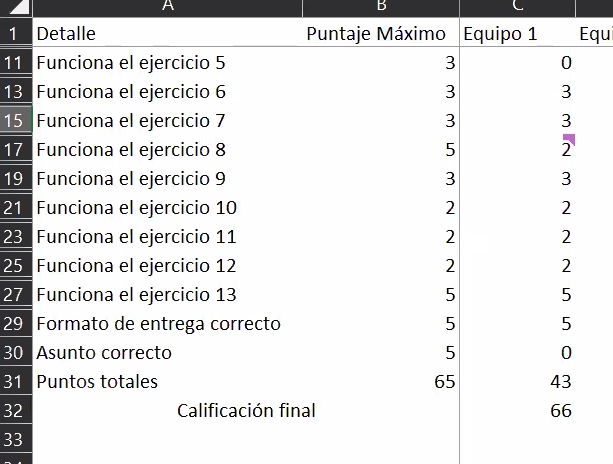 A B C
1 Detalle Puntaje Máximo Equipo 1 Equi
11 Funciona el ejercicio 5 3 0
13 Funciona el ejercicio 6 3 3
15 Funciona el ejercicio 7 3 3
17 Funciona el ejercicio 8 5 2
19 Funciona el ejercicio 9 3 3
21 Funciona el ejercicio 10 2 2
23 Funciona el ejercicio 11 2 2
25 Funciona el ejercicio 12 2 2
27 Funciona el ejercicio 13 5 5
29 Formato de entrega correcto 5 5
30 Asunto correcto 5 0
31 Puntos totales 65 43
32 Calificación final 66
33